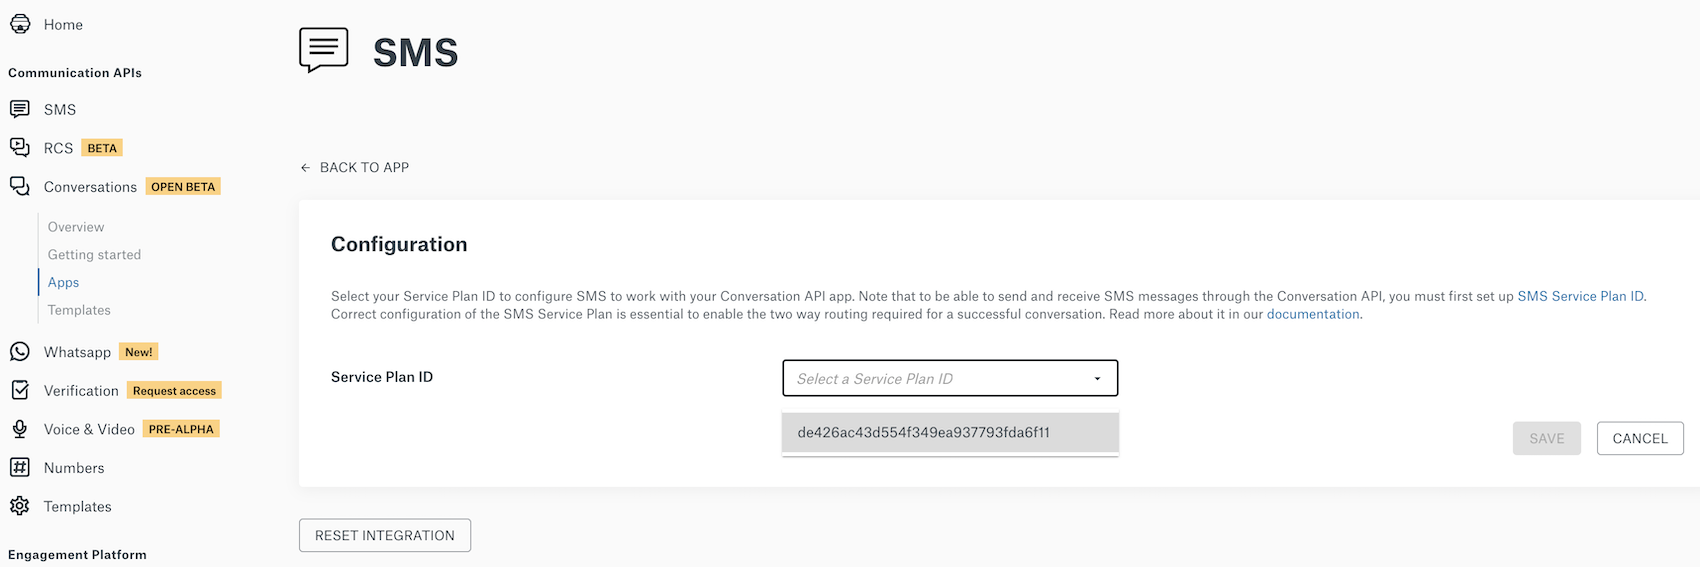 Home
Communication APIs
SMS
RCS BETA
Conversations OPEN BETA
Overview
Getting started
Apps
Templates
Whatsapp New!
Verification Request access
Voice & Video PRE-ALPHA
Numbers
Templates
Engagement Platform
SMS
← BACK TO APP
Configuration
Select your Service Plan ID to configure SMS to work with your Conversation API app. Note that to be able to send and receive SMS messages through the Conversation API, you must first set up SMS Service Plan ID.
Correct configuration of the SMS Service Plan is essential to enable the two way routing required for a successful conversation. Read more about it in our documentation.
Service Plan ID
Select a Service Plan ID
de426ac43d554f349ea937793fda6f11
SAVE CANCEL
RESET INTEGRATION